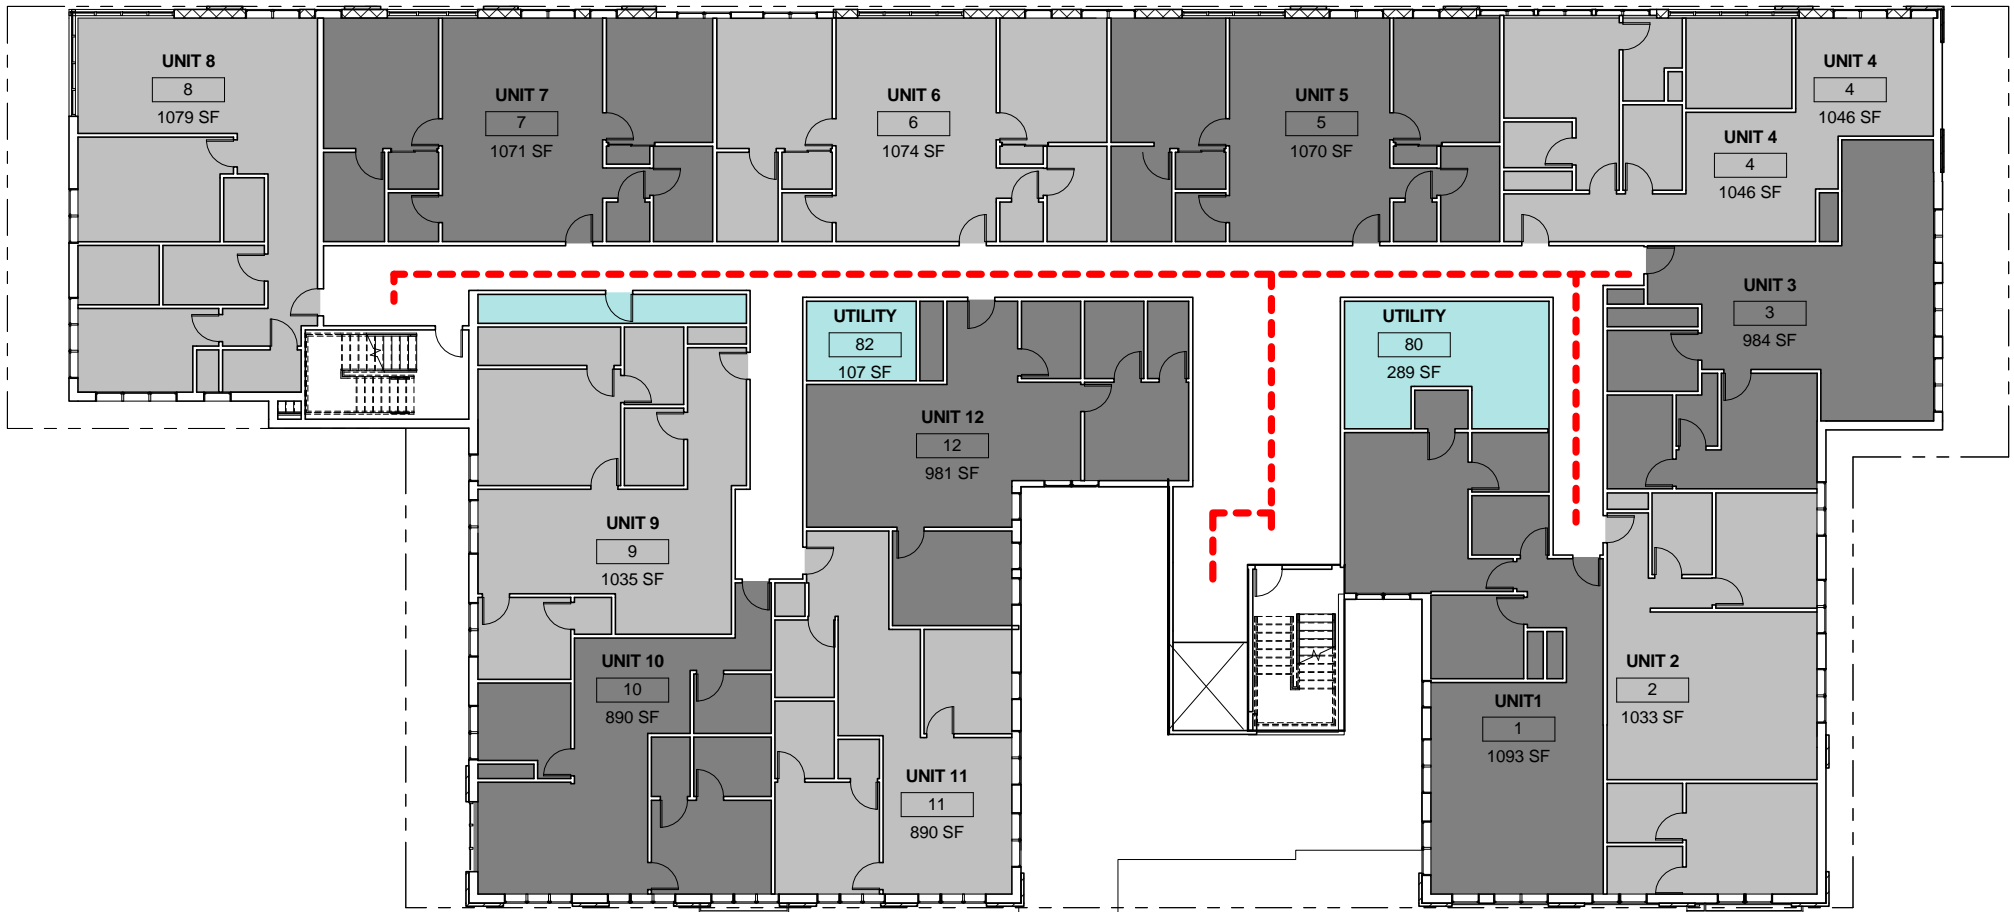 UNIT 8
8
1079 SF
UNIT 7
7
1071 SF
UNIT 6
6
1074 SF
UNIT 5
5
1070 SF
UNIT 4
4
1046 SF
UNIT 4
4
1046 SF
UNIT 3
3
984 SF
UTILITY
82
107 SF
UTILITY
80
289 SF
UNIT 12
12
981 SF
UNIT 9
9
1035 SF
UNIT 10
10
890 SF
UNIT 11
11
890 SF
UNIT1
1
1093 SF
UNIT 2
2
1033 SF